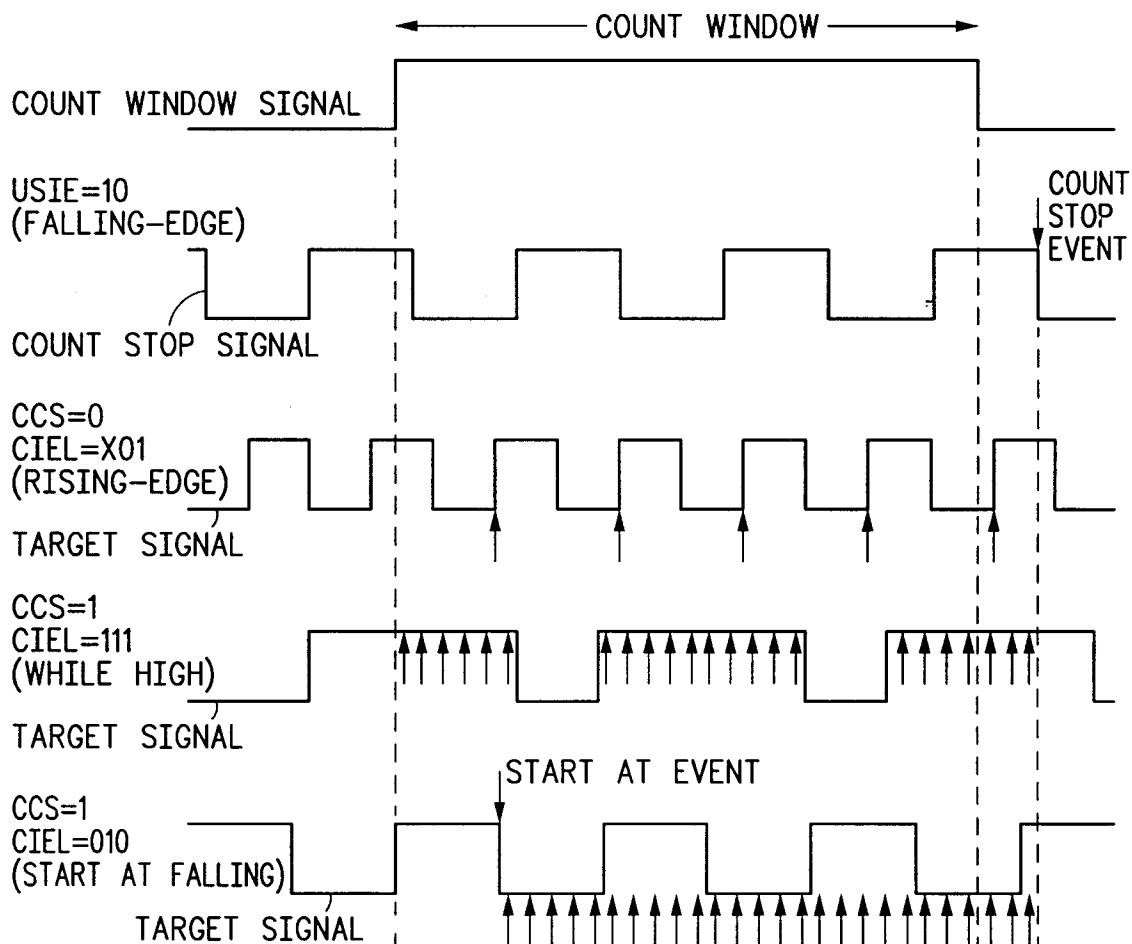 COUNT WINDOW
COUNT WINDOW SIGNAL
USIE=10
(FALLING-EDGE)
COUNT
STOP
EVENT
COUNT STOP SIGNAL
CCS=0
CIEL=X01
(RISING-EDGE)
TARGET SIGNAL
CCS=1
CIEL=111
(WHILE HIGH)
TARGET SIGNAL
START AT EVENT
CCS=1
CIEL=010
(START AT FALLING)
TARGET SIGNAL